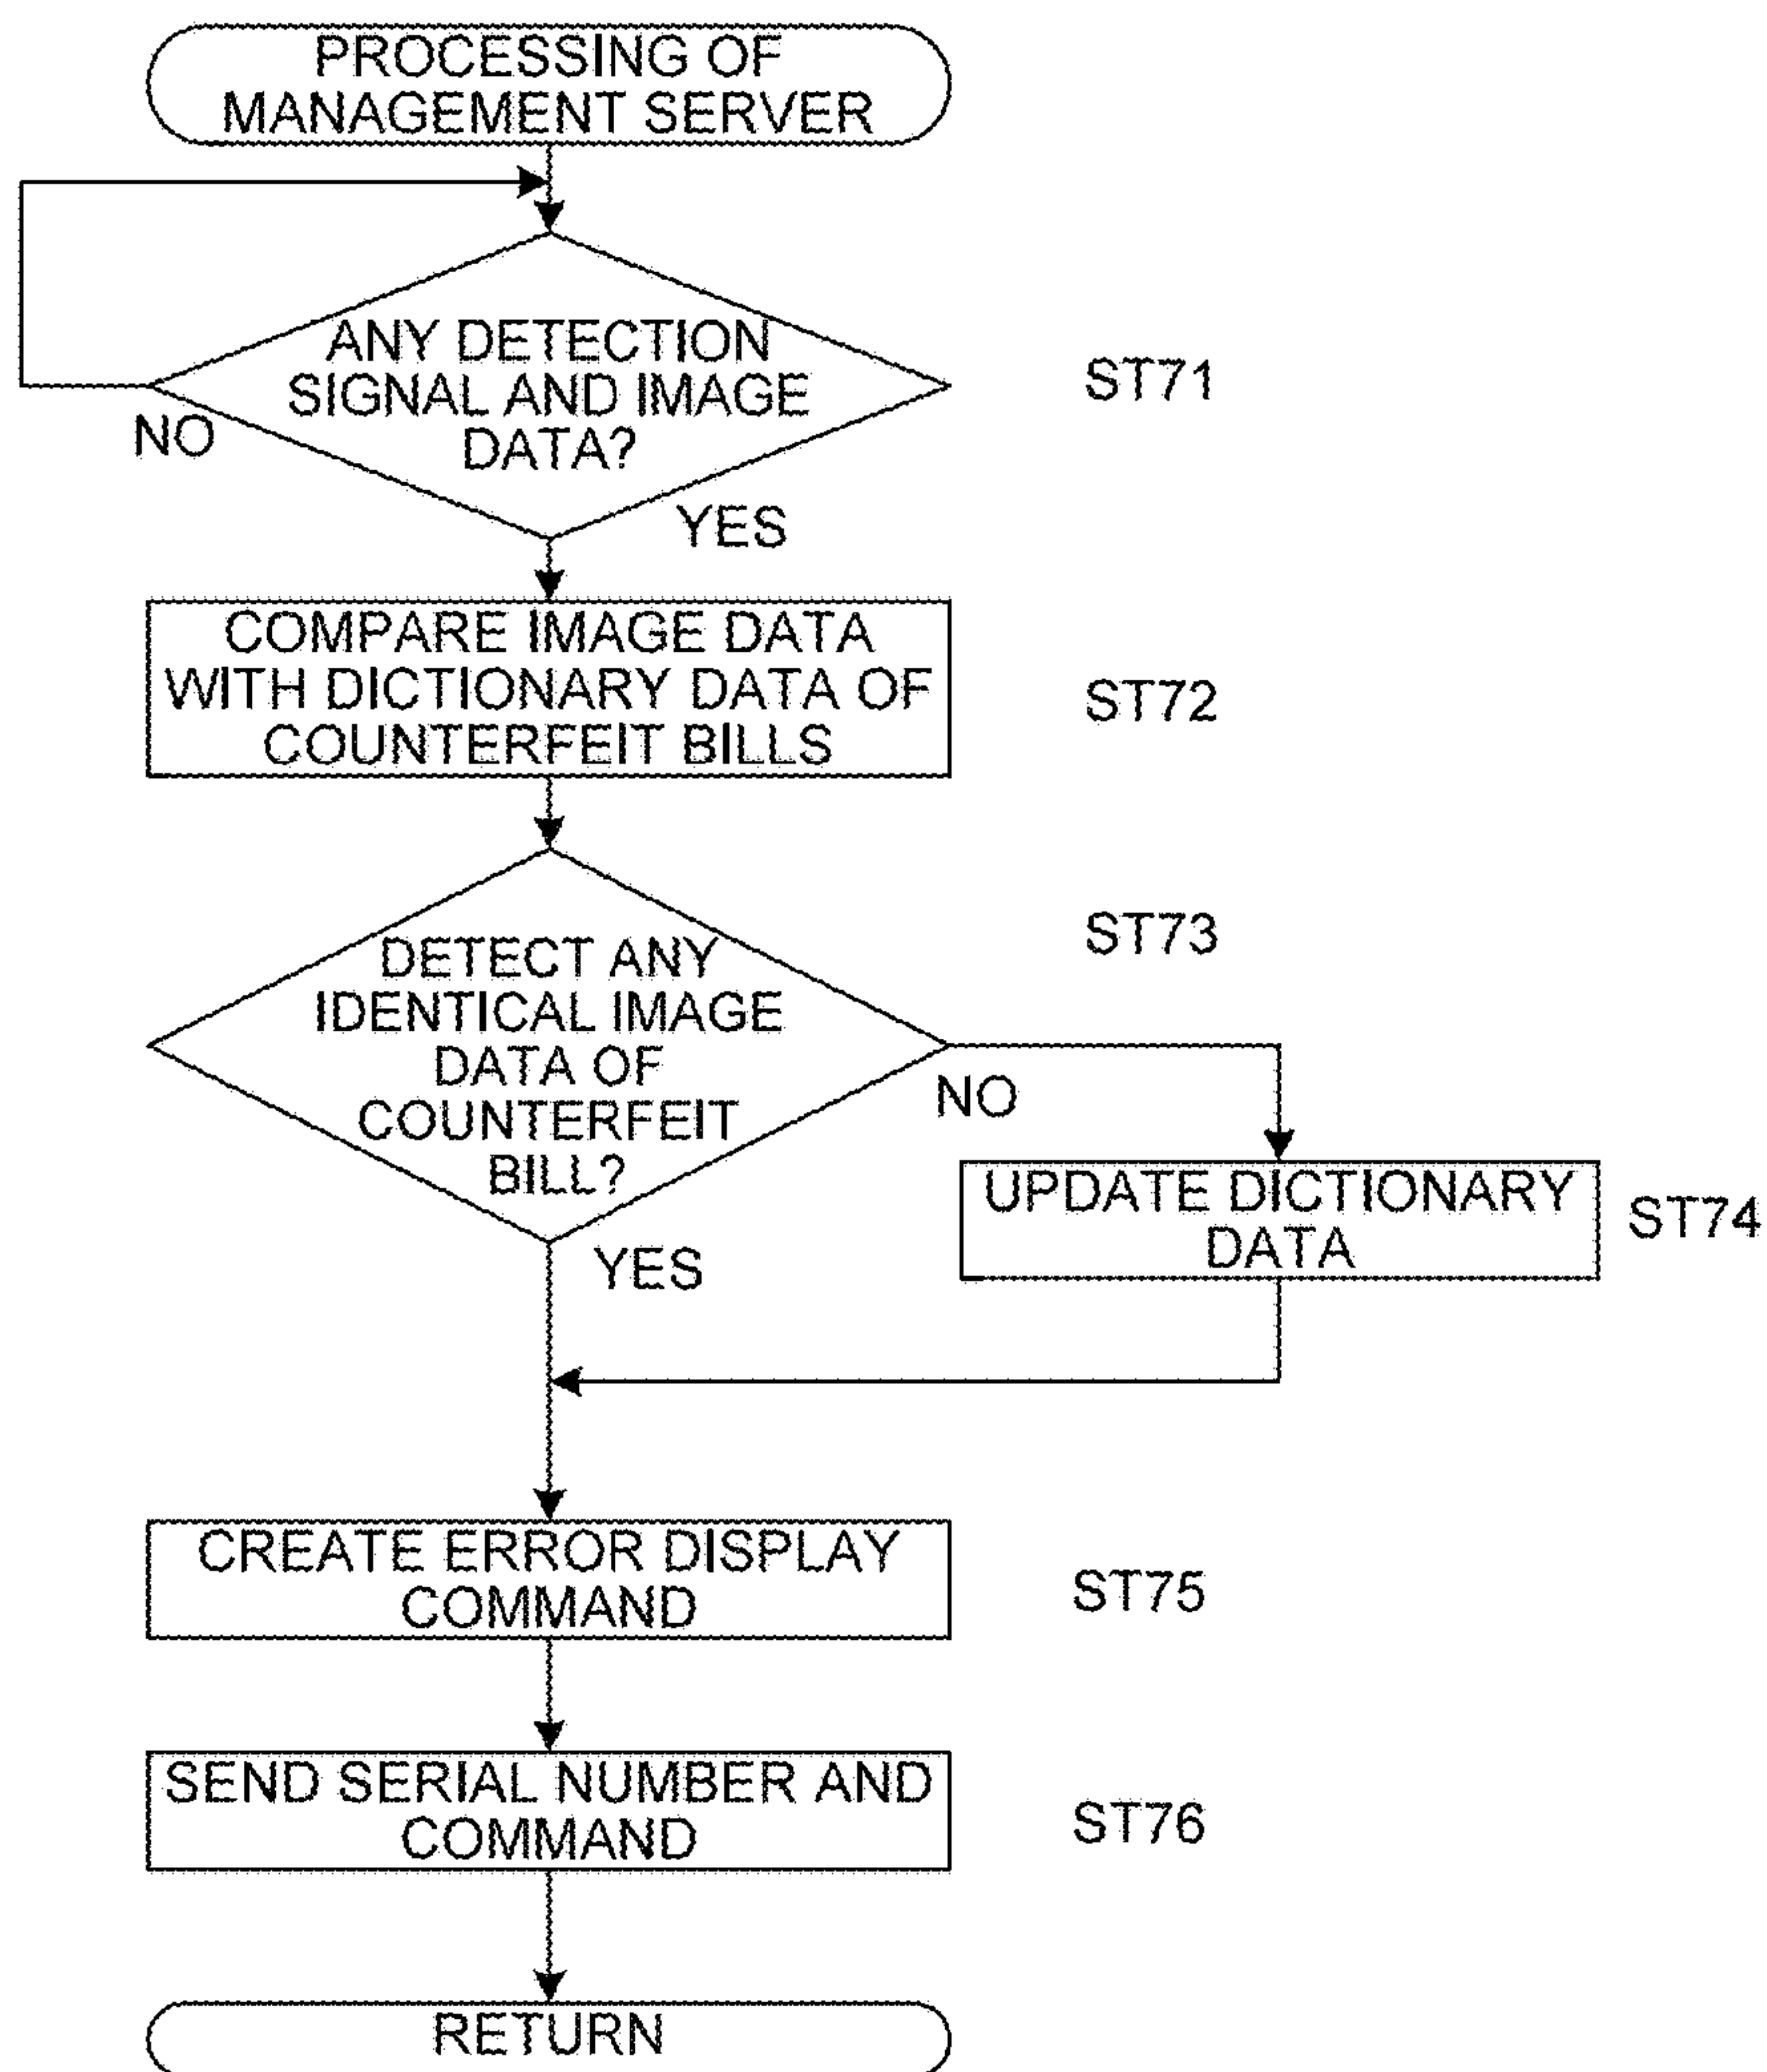 PROCESSING OF
MANAGEMENT SERVER
ANY DETECTION
SIGNAL AND IMAGE
DATA?
ST71
NO
YES
COMPARE IMAGE DATA
WITH DICTIONARY DATA OF
COUNTERFEIT BILLS
ST72
ST73
DETECT ANY
IDENTICAL IMAGE
DATA OF
COUNTERFEIT
BILL?
NO
YES
UPDATE DICTIONARY
DATA
ST74
CREATE ERROR DISPLAY
COMMAND
ST75
SEND SERIAL NUMBER AND
COMMAND
ST76
RETURN